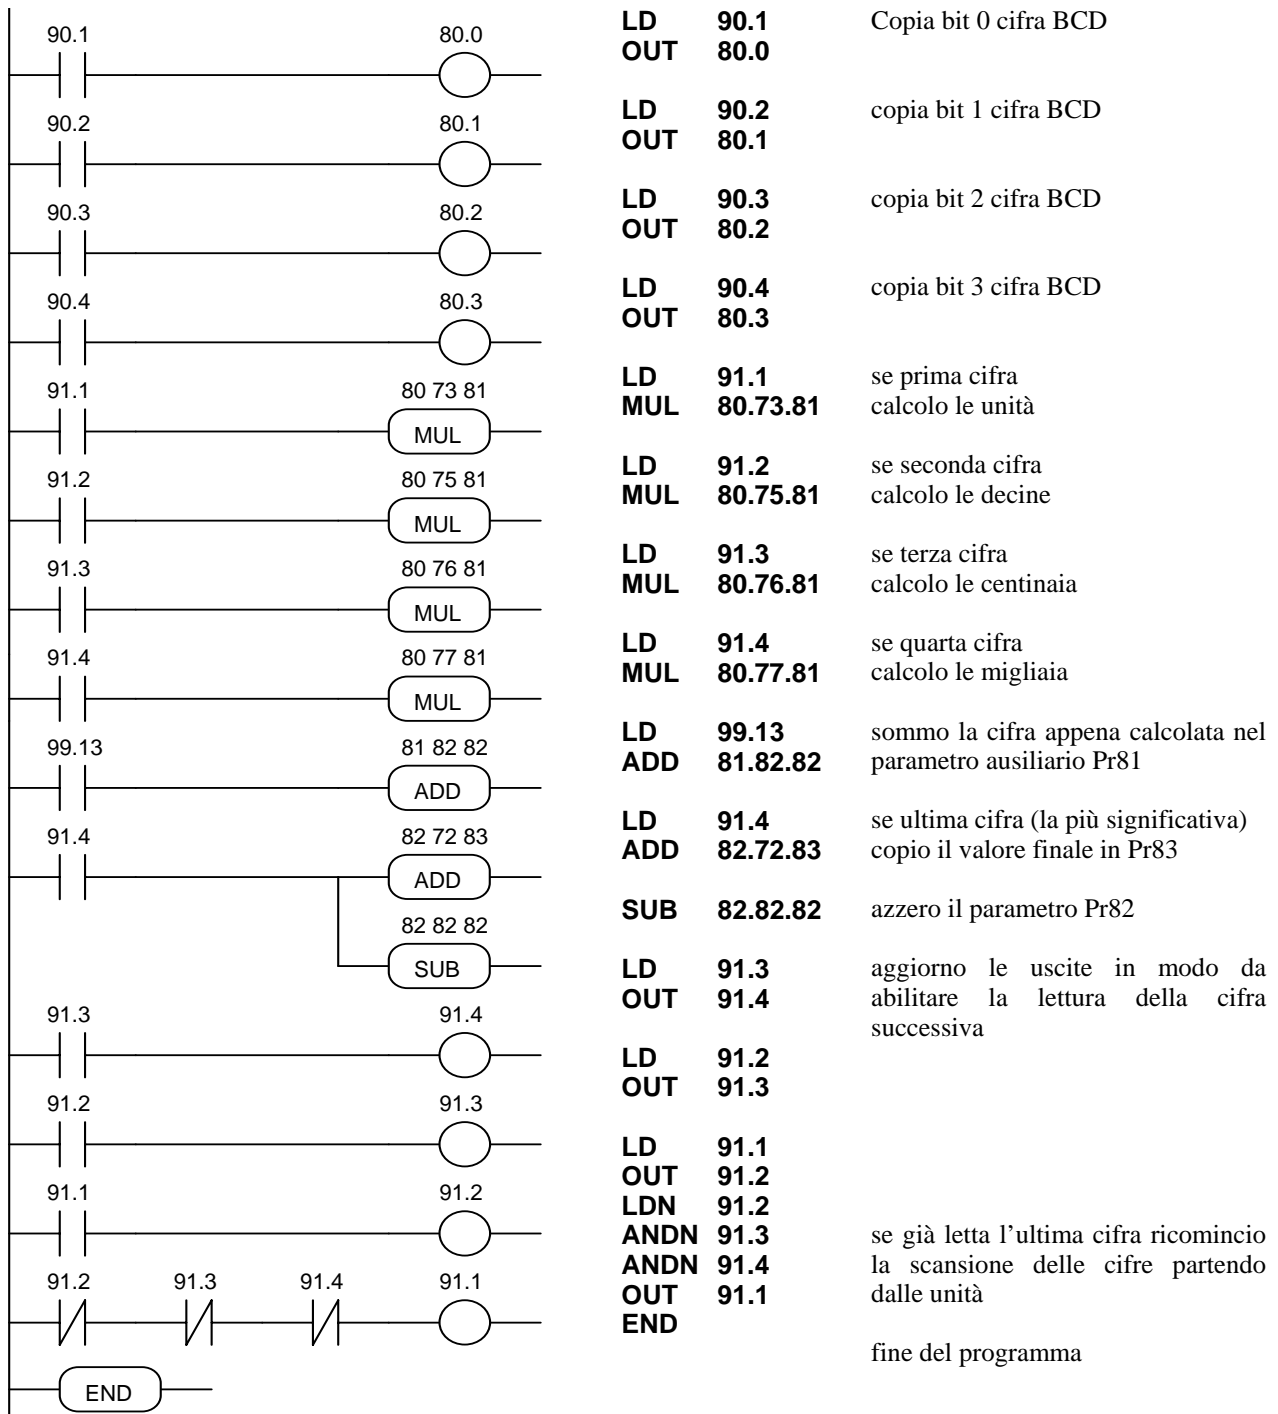 90.1 80.0
90.2 80.1
90.3 80.2
90.4 80.3
91.1 80 73 81
MUL
91.2 80 75 81
MUL
91.3 80 76 81
MUL
91.4 80 77 81
MUL
99.13 81 82 82
ADD
91.4 82 72 83
ADD
82 82 82
SUB
91.3 91.4
91.2 91.3
91.1 91.2
91.2 91.3 91.4 91.1
END
LD 90.1 Copia bit 0 cifra BCD
OUT 80.0
LD 90.2 copia bit 1 cifra BCD
OUT 80.1
LD 90.3 copia bit 2 cifra BCD
OUT 80.2
LD 90.4 copia bit 3 cifra BCD
OUT 80.3
LD 91.1 se prima cifra
MUL 80.73.81 calcolo le unità
LD 91.2 se seconda cifra
MUL 80.75.81 calcolo le decine
LD 91.3 se terza cifra
MUL 80.76.81 calcolo le centinaia
LD 91.4 se quarta cifra
MUL 80.77.81 calcolo le migliaia
LD 99.13 sommo la cifra appena calcolata nel
ADD 81.82.82 parametro ausiliario Pr81
LD 91.4 se ultima cifra (la più significativa)
ADD 82.72.83 copio il valore finale in Pr83
SUB 82.82.82 azzero il parametro Pr82
LD 91.3 aggiorno le uscite in modo da
OUT 91.4 abilitare la lettura della cifra
successiva
LD 91.2
OUT 91.3
LD 91.1
OUT 91.2
LDN 91.2
ANDN 91.3 se già letta l'ultima cifra ricomincio
ANDN 91.4 la scansione delle cifre partendo
OUT 91.1 dalle unità
END
fine del programma